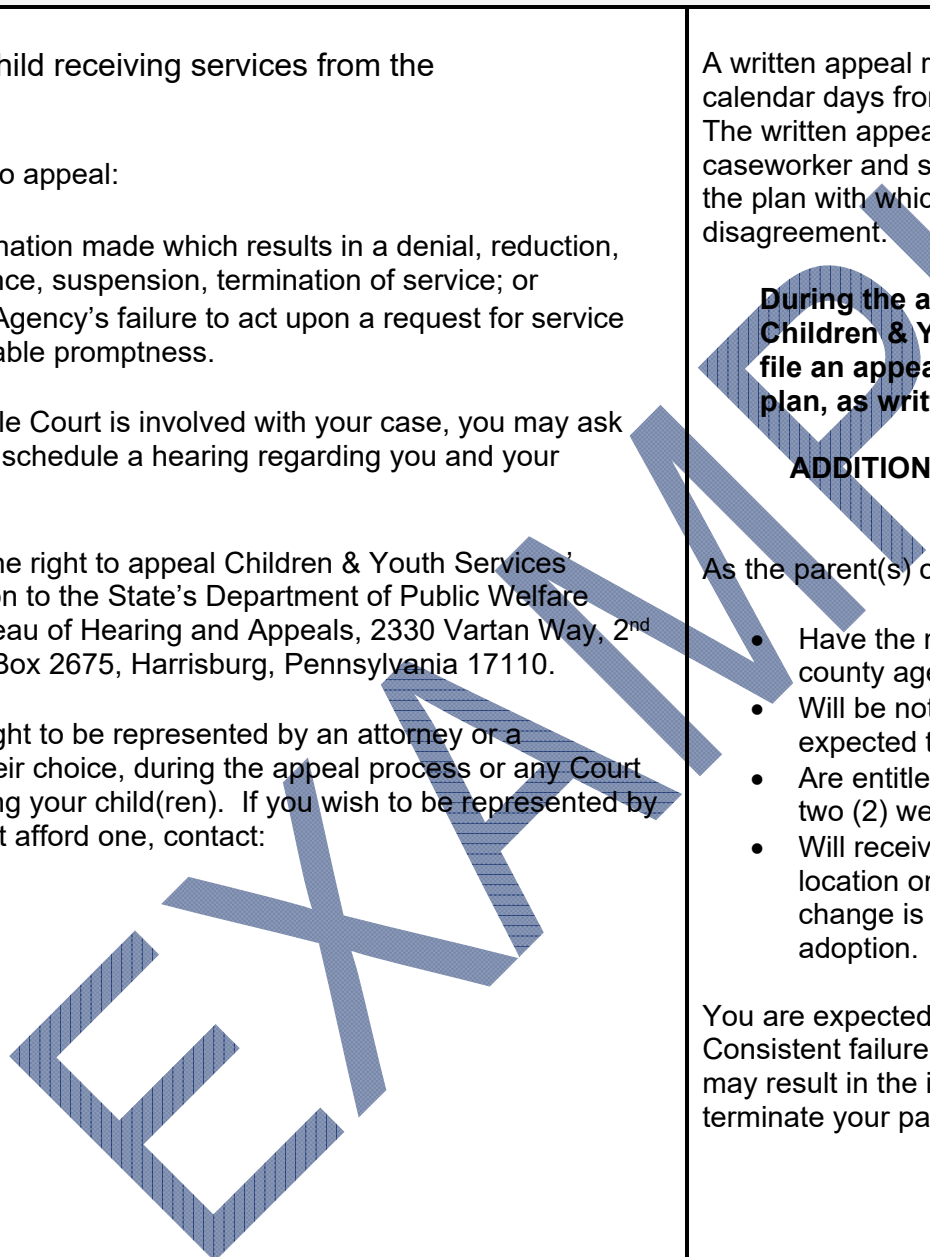 hild receiving services from the
o appeal:
nation made which results in a denial, reduction,
nce, suspension, termination of service; or
Agency’s failure to act upon a request for service
able promptness.
le Court is involved with your case, you may ask
schedule a hearing regarding you and your
he right to appeal Children & Youth Services’
on to the State’s Department of Public Welfare
eau of Hearing and Appeals, 2330 Vartan Way, 2nd
Box 2675, Harrisburg, Pennsylvania 17110.
ght to be represented by an attorney or a
eir choice, during the appeal process or any Court
ng your child(ren). If you wish to be represented by
t afford one, contact:
A written appeal
calendar days fro
The written appea
caseworker and s
the plan with whic
disagreement.
During the a
Children & Y
file an appea
plan, as writ
ADDITION
As the parent(s) o
• Have the
county age
• Will be not
expected t
• Are entitle
two (2) we
• Will receiv
location or
change is
adoption.
You are expected
Consistent failure
may result in the i
terminate your pa
EXAMP